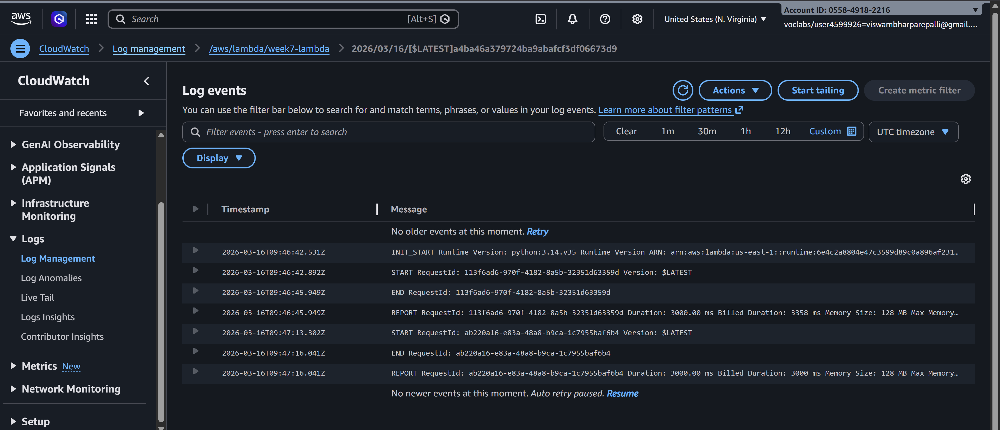 aws
Search
[Alt+S]
United States (N. Virginia)
Account ID: 0558-4918-2216
voclabs/user4599926=viswambharparepalli@gmail....
CloudWatch
Log management
/aws/lambda/week7-lambda
2026/03/16/[$LATEST]a4ba46a379724ba9abafcf3df06673d9
CloudWatch
Favorites and recents
GenAI Observability
Application Signals
(APM)
Infrastructure
Monitoring
Logs
Log Management
Log Anomalies
Live Tail
Logs Insights
Contributor Insights
Metrics New
Network Monitoring
Setup
Log events
Actions
Start tailing
Create metric filter
You can use the filter bar below to search for and match terms, phrases, or values in your log events. Learn more about filter patterns
Filter events - press enter to search
Clear 1m 30m 1h 12h Custom
UTC timezone
Display
Timestamp Message
No older events at this moment. Retry
2026-03-16T09:46:42.531Z INIT_START Runtime Version: python:3.14.v35 Runtime Version ARN: arn:aws:lambda:us-east-1::runtime:6e4c2a8804e47c3599d89c0a896af231…
2026-03-16T09:46:42.892Z START RequestId: 113f6ad6-970f-4182-8a5b-32351d63359d Version: $LATEST
2026-03-16T09:46:45.949Z END RequestId: 113f6ad6-970f-4182-8a5b-32351d63359d
2026-03-16T09:46:45.949Z REPORT RequestId: 113f6ad6-970f-4182-8a5b-32351d63359d Duration: 3000.00 ms Billed Duration: 3358 ms Memory Size: 128 MB Max Memory…
2026-03-16T09:47:13.302Z START RequestId: ab220a16-e83a-48a8-b9ca-1c7955baf6b4 Version: $LATEST
2026-03-16T09:47:16.041Z END RequestId: ab220a16-e83a-48a8-b9ca-1c7955baf6b4
2026-03-16T09:47:16.041Z REPORT RequestId: ab220a16-e83a-48a8-b9ca-1c7955baf6b4 Duration: 3000.00 ms Billed Duration: 3000 ms Memory Size: 128 MB Max Memory…
No newer events at this moment. Auto retry paused. Resume